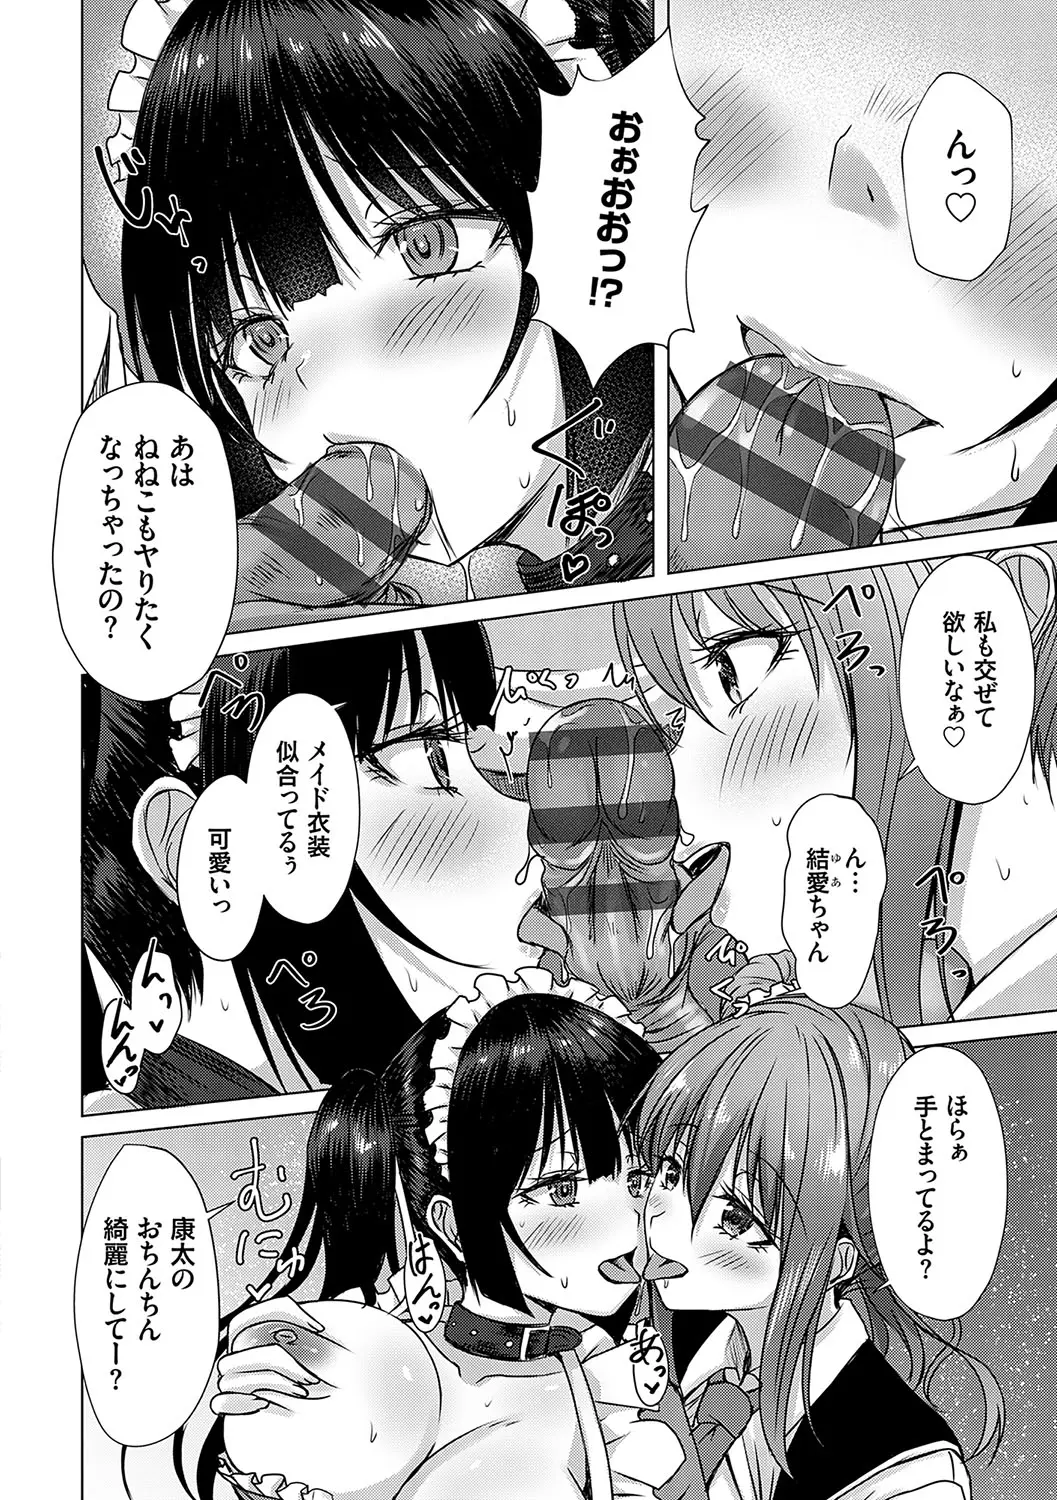 んっ♡
おぉおおっ!?
じゅるっ
ぐぽっ♡
あは
ねねこもヤりたく
なっちゃったの?
私も交ぜて
欲しいなぁ♡
ペろっ
ぺろ
ん…
結愛ちゃん
ゆあ
メイド衣装
似合ってるぅ
可愛いっ
ぺろ
ぺろ
んっ♡
んんっ♡
ほらぁ
手とまってるよ?
むに♡
はんっ
あっ♡
康太の
おちんちん
綺麗にしてー?